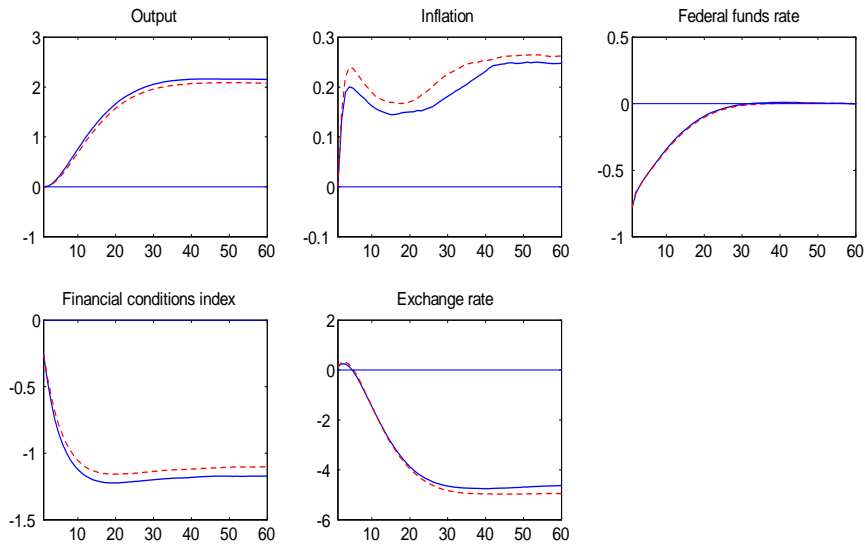 Output
3
2
1
0
-1
10 20 30 40 50 60
Inflation
0.3
0.2
0.1
0
-0.1
10 20 30 40 50 60
Federal funds rate
0.5
0
-0.5
-1
10 20 30 40 50 60
Financial conditions index
0
-0.5
-1
-1.5
10 20 30 40 50 60
Exchange rate
2
0
-2
-4
-6
10 20 30 40 50 60